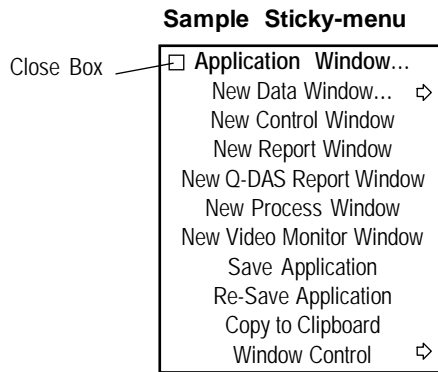 Sample Sticky-menu
Close Box
Application Window...
New Data Window...
New Control Window
New Report Window
New Q-DAS Report Window
New Process Window
New Video Monitor Window
Save Application
Re-Save Application
Copy to Clipboard
Window Control